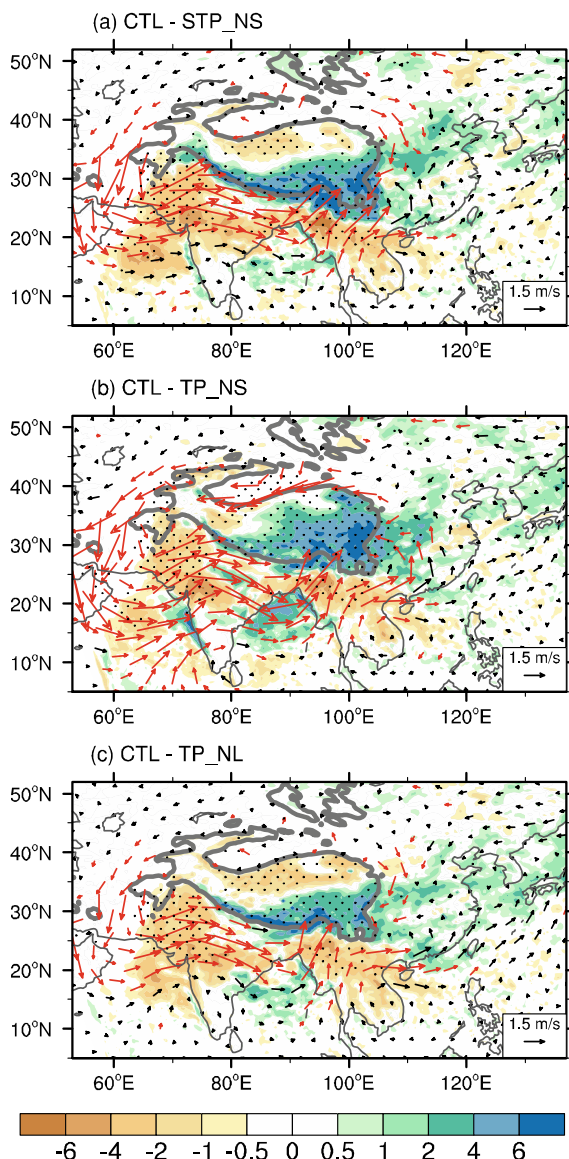 (a) CTL - STP_NS
50°N
40°N
30°N
20°N
10°N
1.5 m/s
60°E 80°E 100°E 120°E
(b) CTL - TP_NS
50°N
40°N
30°N
20°N
10°N
1.5 m/s
60°E 80°E 100°E 120°E
(c) CTL - TP_NL
50°N
40°N
30°N
20°N
10°N
1.5 m/s
60°E 80°E 100°E 120°E
-6 -4 -2 -1 -0.5 0 0.5 1 2 4 6